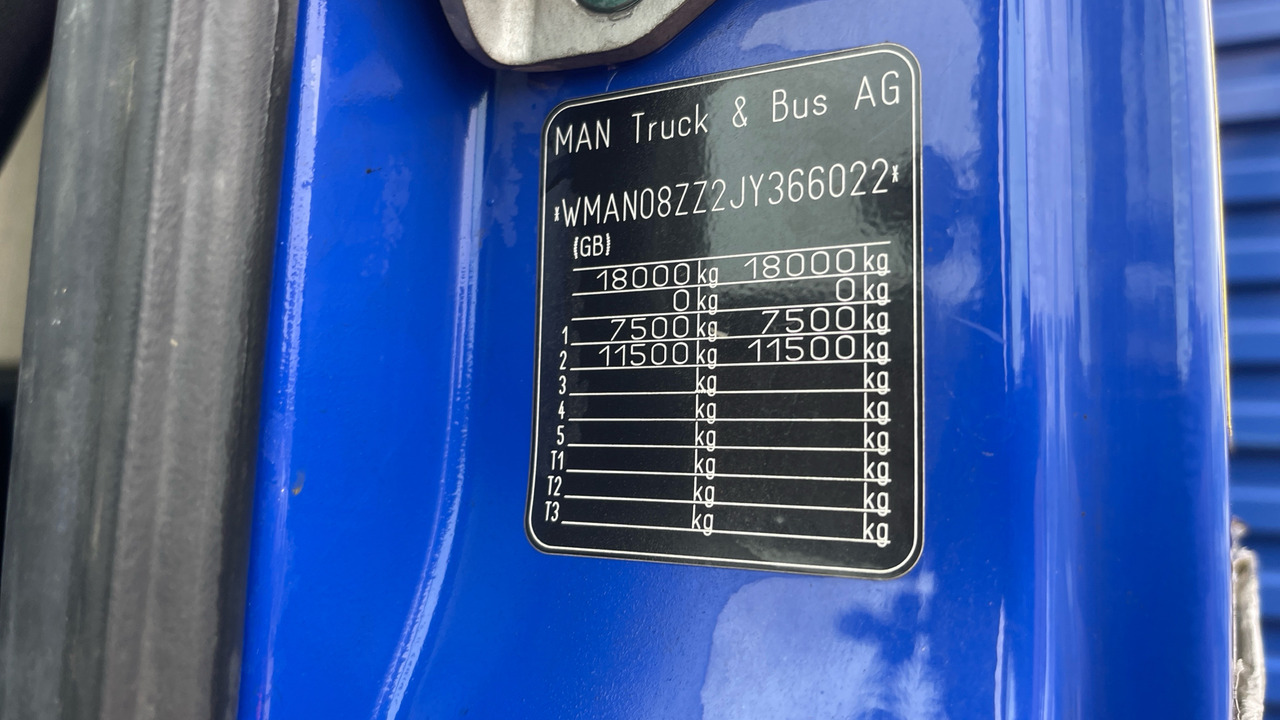 MAN Truck & Bus AG
*WMAN08ZZ2JY366022*
(GB)
18000 kg 18000 kg
0 kg 0 kg
1 7500 kg 7500 kg
2 11500 kg 11500 kg
3 kg kg
4 kg kg
5 kg kg
T1 kg kg
T2 kg kg
T3 kg kg